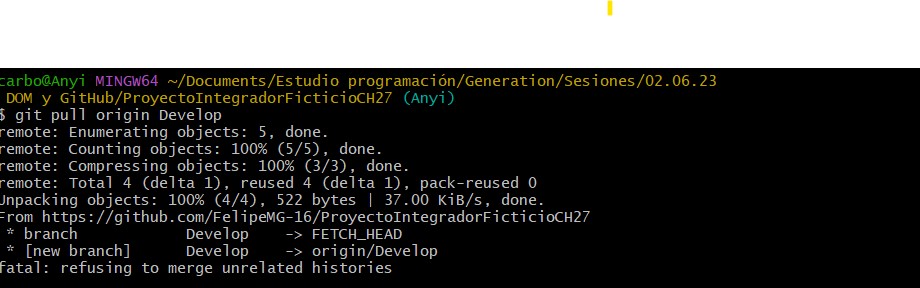 carbo@Anyi MINGW64 ~/Documents/Estudio programación/Generation/Sesiones/02.06.23
DOM y GitHub/ProyectoIntegradorFicticioCH27 (Anyi)
$ git pull origin Develop
remote: Enumerating objects: 5, done.
remote: Counting objects: 100% (5/5), done.
remote: Compressing objects: 100% (3/3), done.
remote: Total 4 (delta 1), reused 4 (delta 1), pack-reused 0
Unpacking objects: 100% (4/4), 522 bytes | 37.00 KiB/s, done.
From https://github.com/FelipeMG-16/ProyectoIntegradorFicticioCH27
* branch Develop -> FETCH_HEAD
* [new branch] Develop -> origin/Develop
fatal: refusing to merge unrelated histories